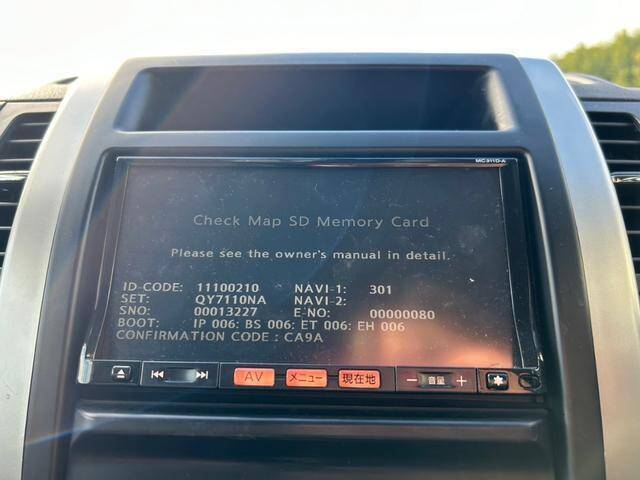 MC311D-A
Check Map SD Memory Card
Please see the owner's manual in detail.
ID-CODE: 11100210 NAVI-1: 301
SET: QY7110NA NAVI-2:
SNO: 00013227 E-NO: 00000080
BOOT: IP 006: BS 006: ET 006: EH 006
CONFIRMATION CODE : CA9A
AV メニュー 現在地 － 音量 ＋